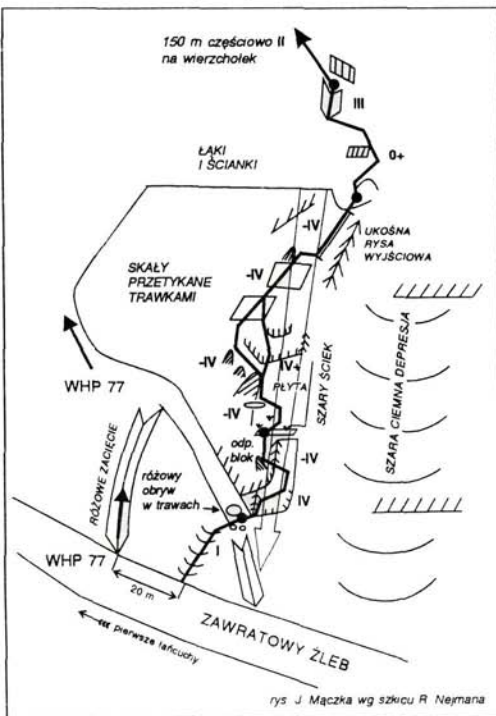 150 m częściowo II
na wierzchołek
III
ŁĄKI
I ŚCIANKI
0+
-IV
UKOŚNA
RYSA
WYJŚCIOWA
-IV
SKAŁY
PRZETYKANE
TRAWKAMI
-IV
IV+
PŁYTA
SZARY ŚCIEK
SZARA CIEMNA DEPRESJA
WHP 77
-IV
odp.
blok
-IV
RÓŻOWE ZACIĘCIE
różowy
obryw
w trawach
IV
I
WHP 77
20 m
ZAWRATOWY ŻLEB
pierwsze łańcuchy
rys J Mączka wg szkicu R Nejmana